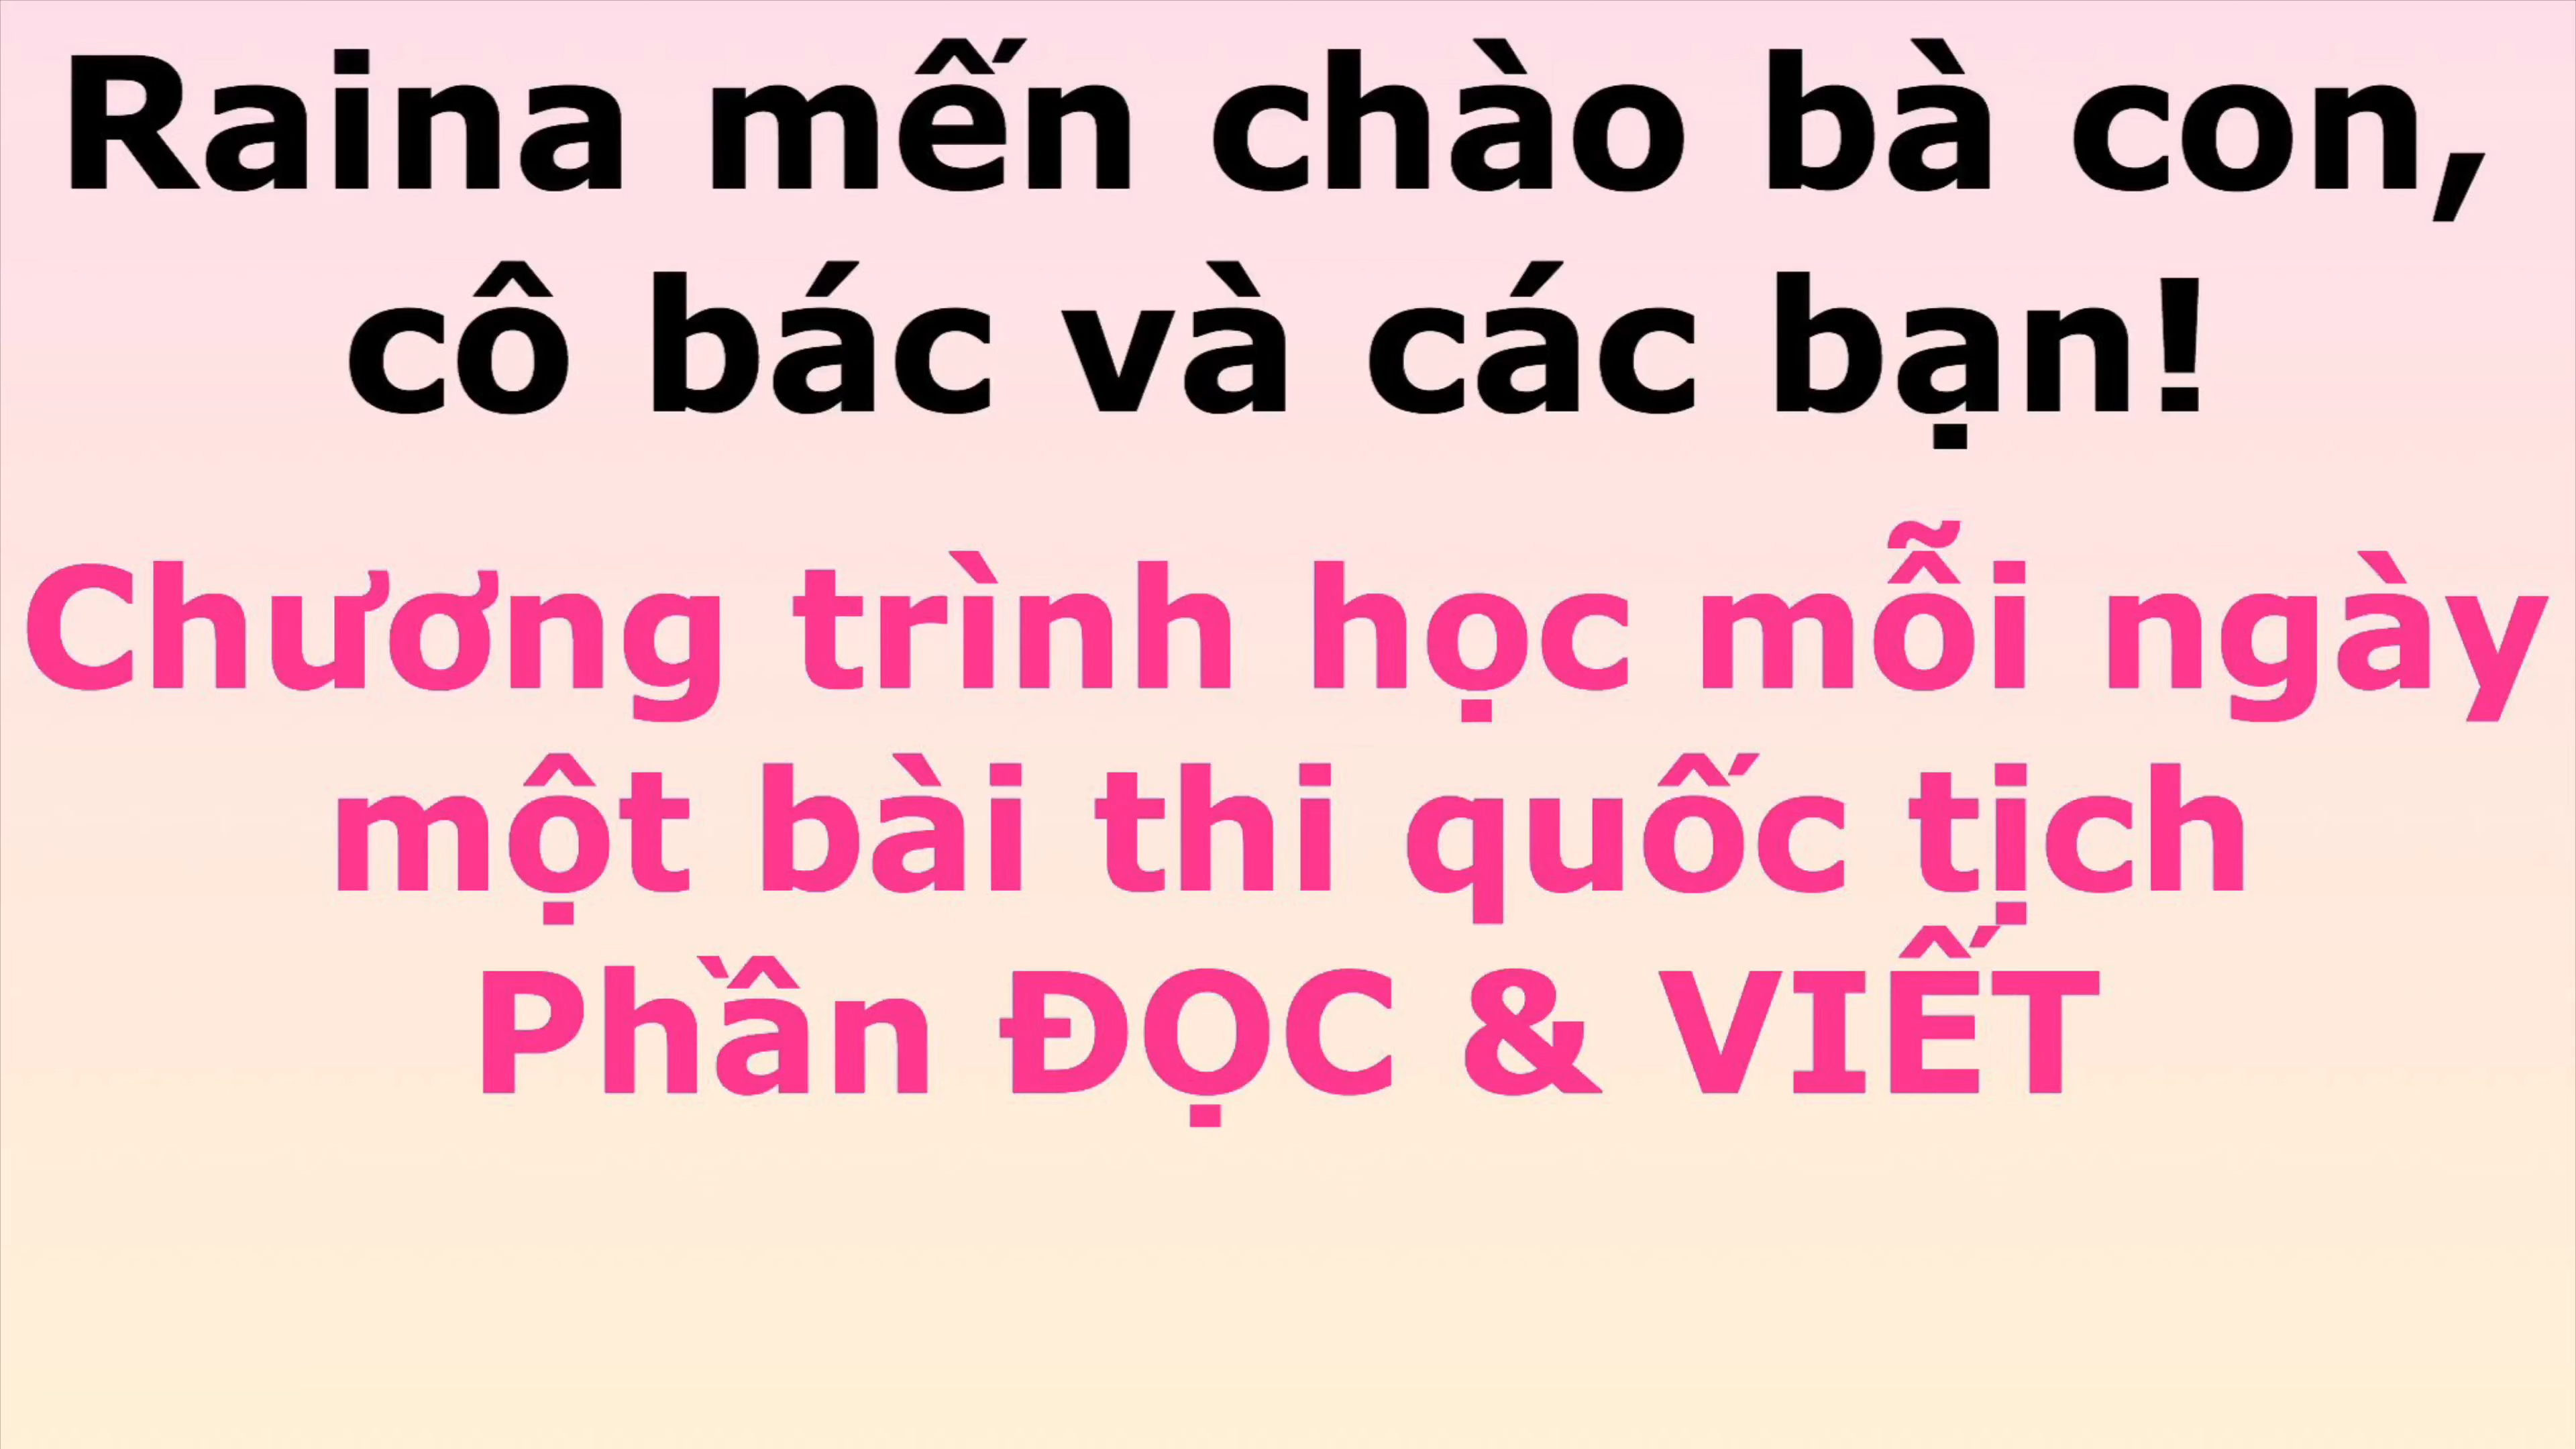 Raina mến chào bà con,
cô bác và các bạn!
Chương trình học mỗi ngày
một bài thi quốc tịch
Phần ĐỌC & VIẾT